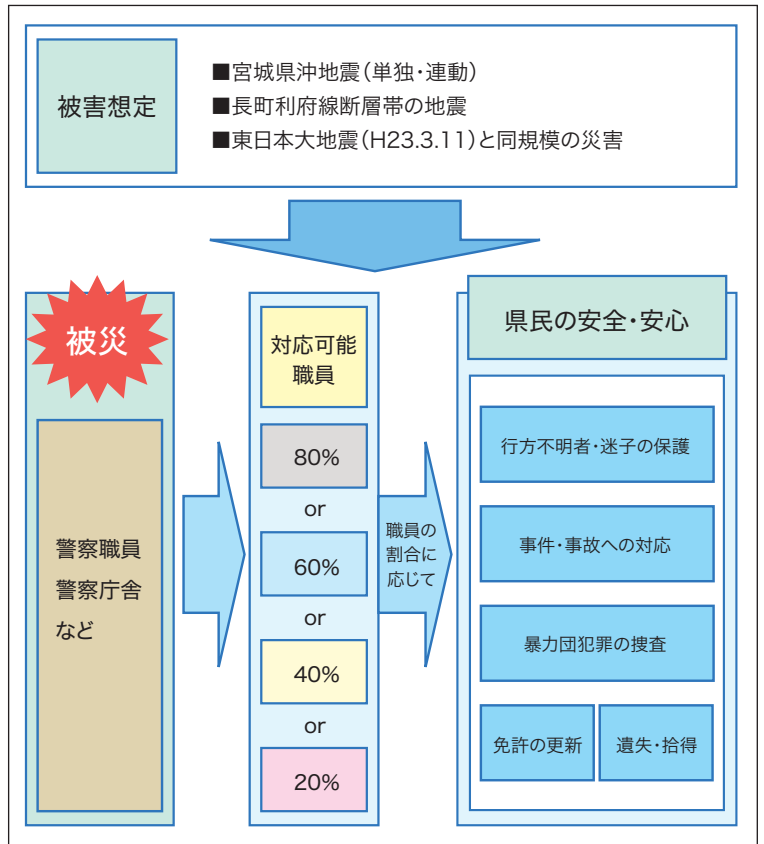 被害想定
■宮城県沖地震(単独・連動)
■長町利府線断層帯の地震
■東日本大地震(H23.3.11)と同規模の災害
被災
警察職員
警察庁舎
など
対応可能
職員
80%
or
60%
or
40%
or
20%
職員の
割合に
応じて
県民の安全・安心
行方不明者・迷子の保護
事件・事故への対応
暴力団犯罪の捜査
免許の更新
遺失・拾得